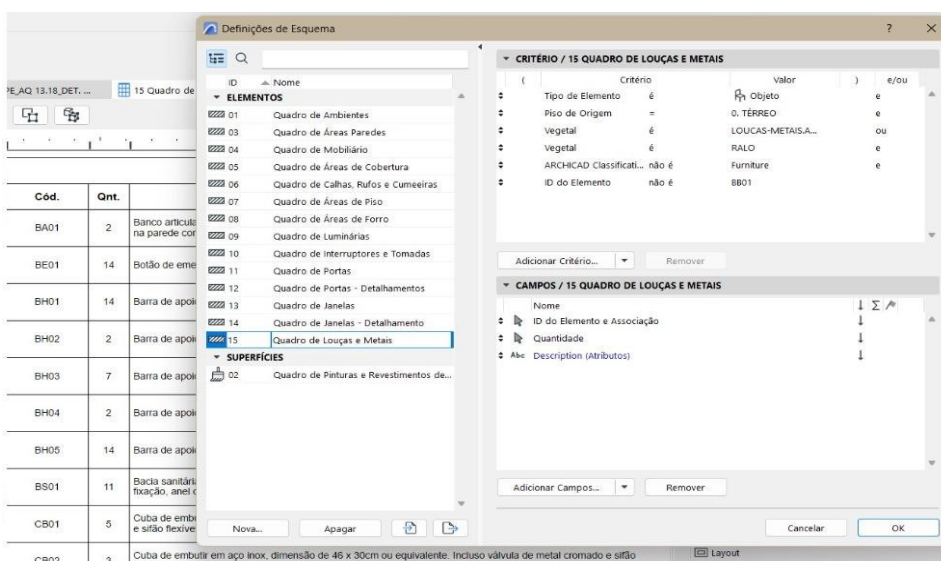 Definições de Esquema
?
PE_AQ 13.18_DET. ...
15 Quadro de
Cód.
Qnt.
BA01
2
Banco articula
na parede co
BE01
14
Botão de eme
BH01
14
Barra de apoi
BH02
2
Barra de apoi
BH03
7
Barra de apoi
BH04
2
Barra de apoi
BH05
14
Barra de apoi
BS01
11
Bacia sanitári
fixação, anel
CB01
5
Cuba de embu
e sifão flexíve
CB02
3
Cuba de embutir em aço inox, dimensão de 46 x 30cm ou equivalente. Incluso válvula de metal cromado e sifão
ID
Nome
ELEMENTOS
01 Quadro de Ambientes
03 Quadro de Áreas Paredes
04 Quadro de Mobiliário
05 Quadro de Áreas de Cobertura
06 Quadro de Calhas, Rufos e Cumeeiras
07 Quadro de Áreas de Piso
08 Quadro de Áreas de Forro
09 Quadro de Luminárias
10 Quadro de Interruptores e Tomadas
11 Quadro de Portas
12 Quadro de Portas - Detalhamentos
13 Quadro de Janelas
14 Quadro de Janelas - Detalhamento
15 Quadro de Louças e Metais
SUPERFÍCIES
02 Quadro de Pinturas e Revestimentos de...
Nova...
Apagar
CRITÉRIO / 15 QUADRO DE LOUÇAS E METAIS
( Critério Valor ) e/ou
Tipo de Elemento é Objeto e
Piso de Origem = 0. TÉRREO e
Vegetal é LOUCAS-METAIS.A... ou
Vegetal é RALO e
ARCHICAD Classificati... não é Furniture e
ID do Elemento não é BB01
Adicionar Critério...
Remover
CAMPOS / 15 QUADRO DE LOUÇAS E METAIS
Nome
Σ
ID do Elemento e Associação
Quantidade
Abc Description (Atributos)
Adicionar Campos...
Remover
Cancelar
OK
Layout